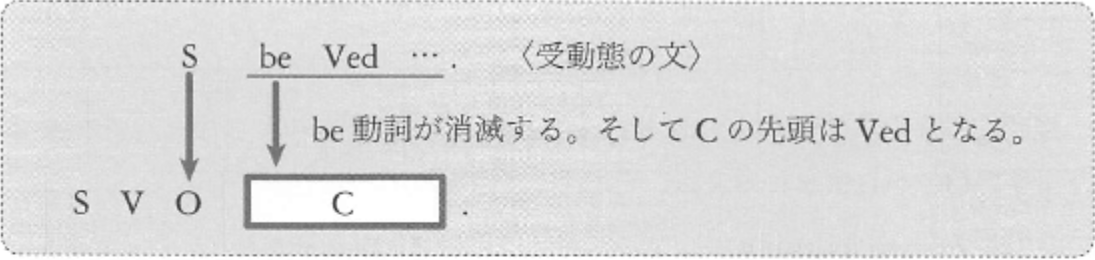 S be Ved … . 〈受動態の文〉
be 動詞が消滅する。そして C の先頭は Ved となる。
S V O C .